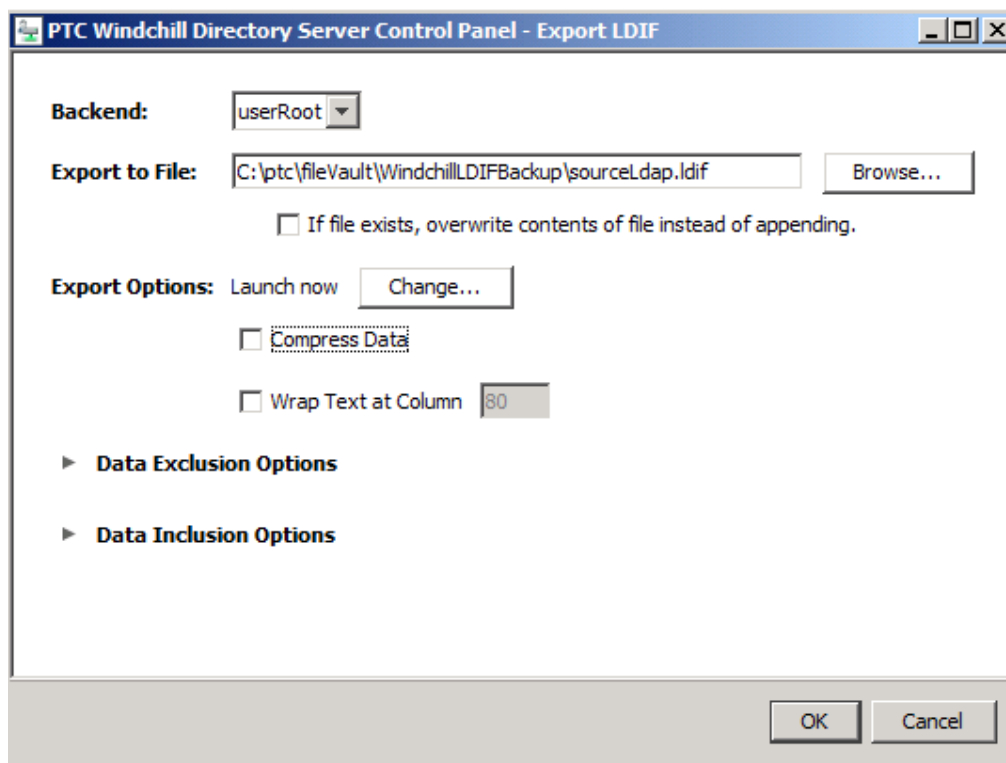 PTC Windchill Directory Server Control Panel - Export LDIF
Backend: userRoot
Export to File: C:\ptc\fileVault\WindchillLDIFBackup\sourceLdap.ldif Browse...
If file exists, overwrite contents of file instead of appending.
Export Options: Launch now Change...
Compress Data
Wrap Text at Column 80
Data Exclusion Options
Data Inclusion Options
OK Cancel